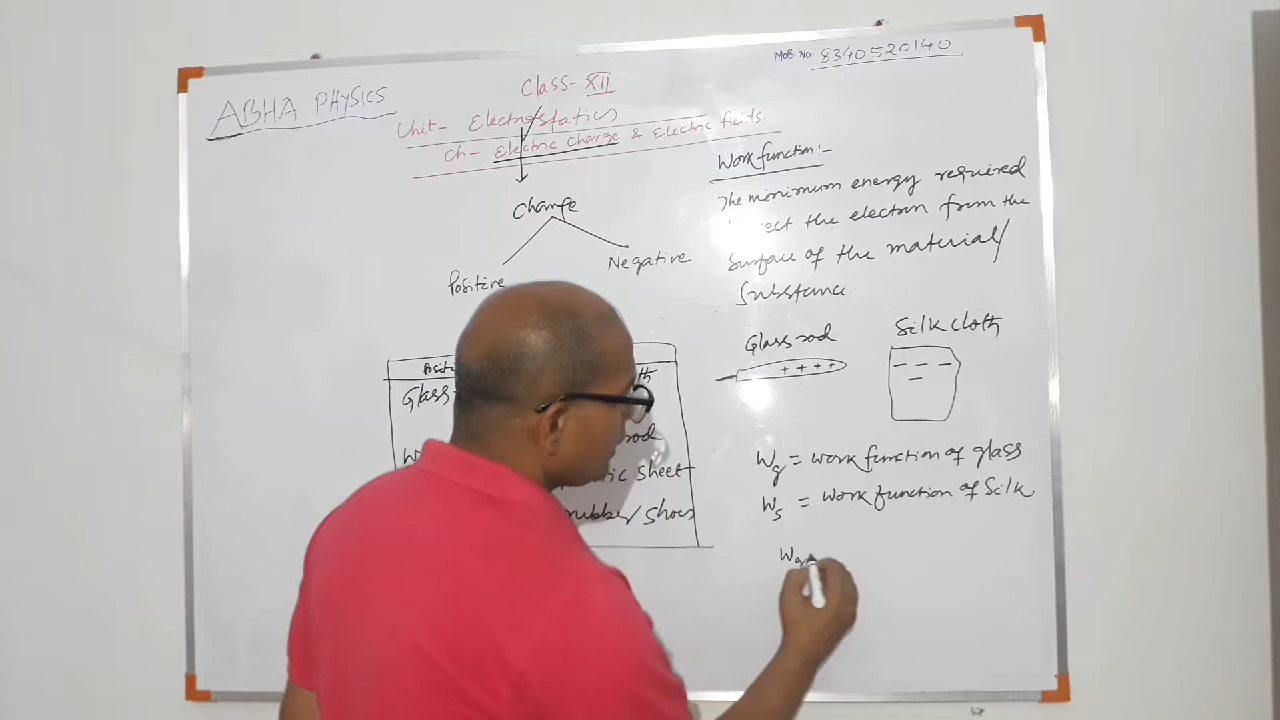 ABHA PHYSICS
Mob. No 8340520140
Class- XII
Unit- Electrostatics
Ch- Electric Charge & Electric fields.
Charge
Positive
Negative
Glass
rod
sheet
rubber/shoes
Work function:-
The minimum energy required
the electron from the
surface of the material/
substance.
Glass rod
Silk cloth
+ + + +
- - -
-
Wg = work function of glass
Ws = work function of Silk.
Wg